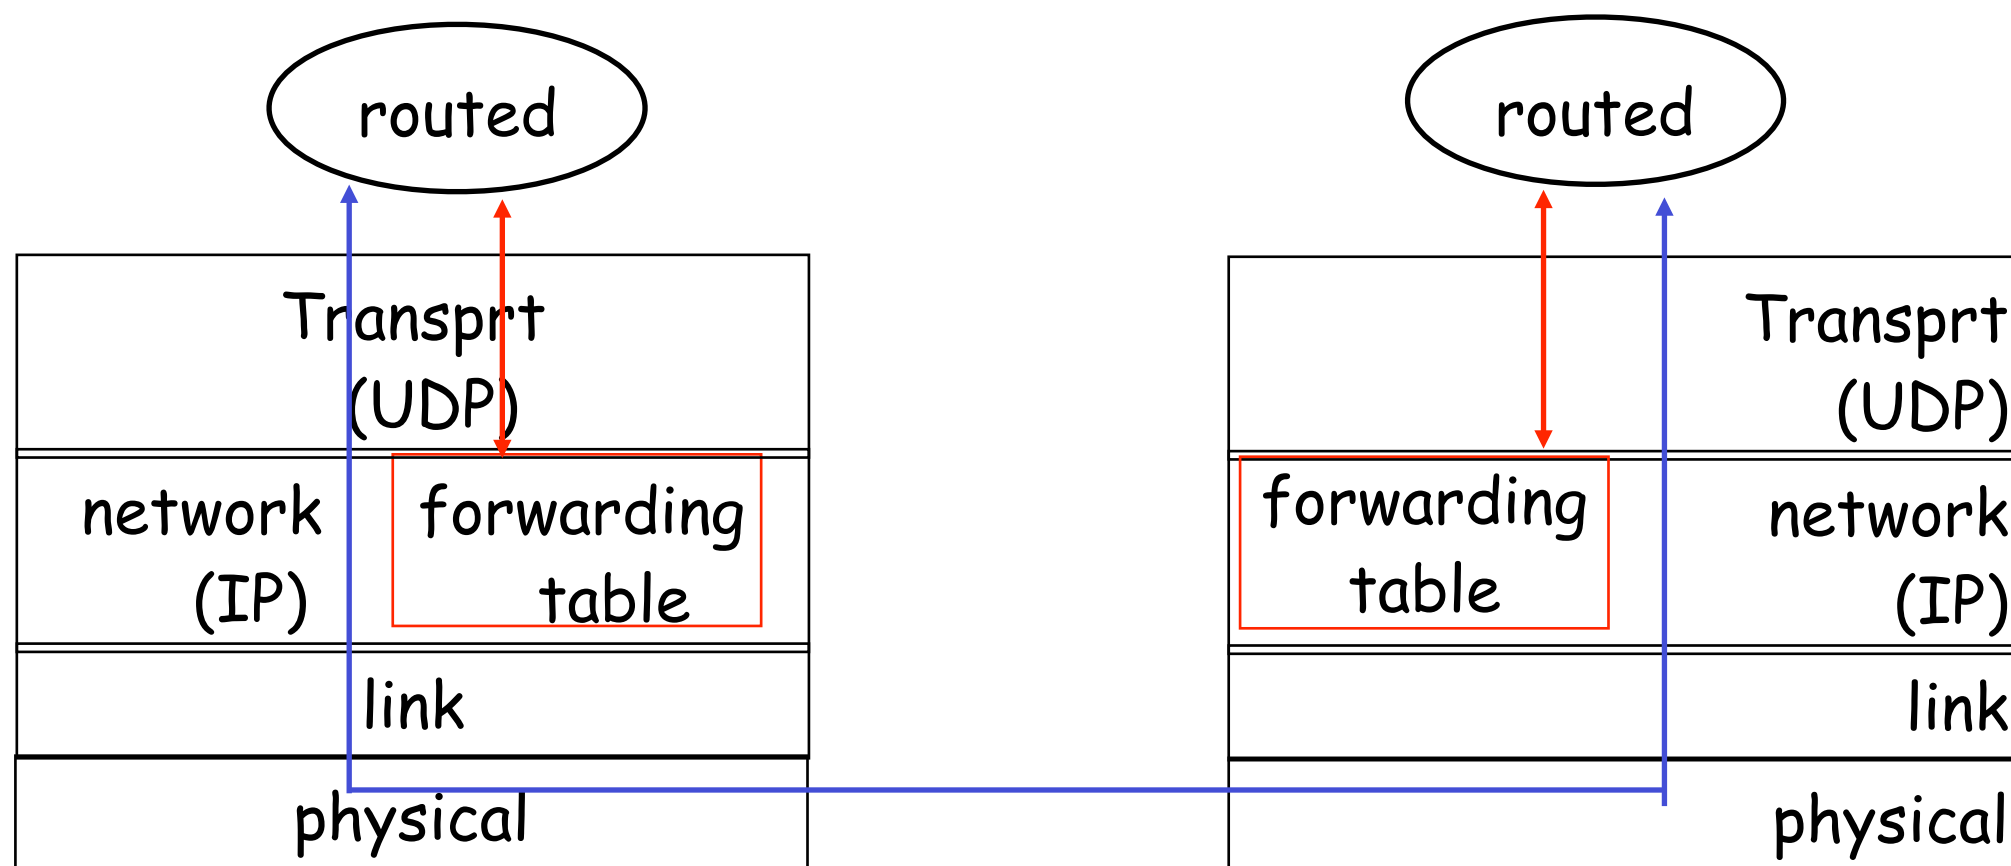 routed
Transprt
(UDP)
network
(IP)
forwarding
table
link
physical
routed
Transprt
(UDP)
forwarding
table
network
(IP)
link
physical